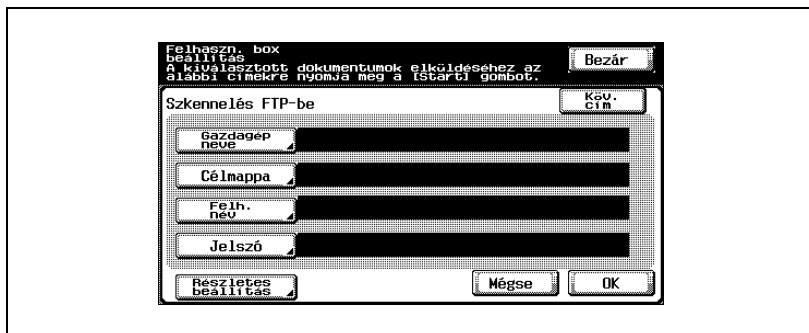 Felhaszn. box
beállítás
A kiválasztott dokumentumok elküldéséhez az
alábbi címekre nyomja meg a [Start] gombot.
Bezár
Szkennelés FTP-be
Köv.
cím
Gazdagép
neve
Célmappa
Felh.
név
Jelszó
Részletes
beállítás
Mégse
OK